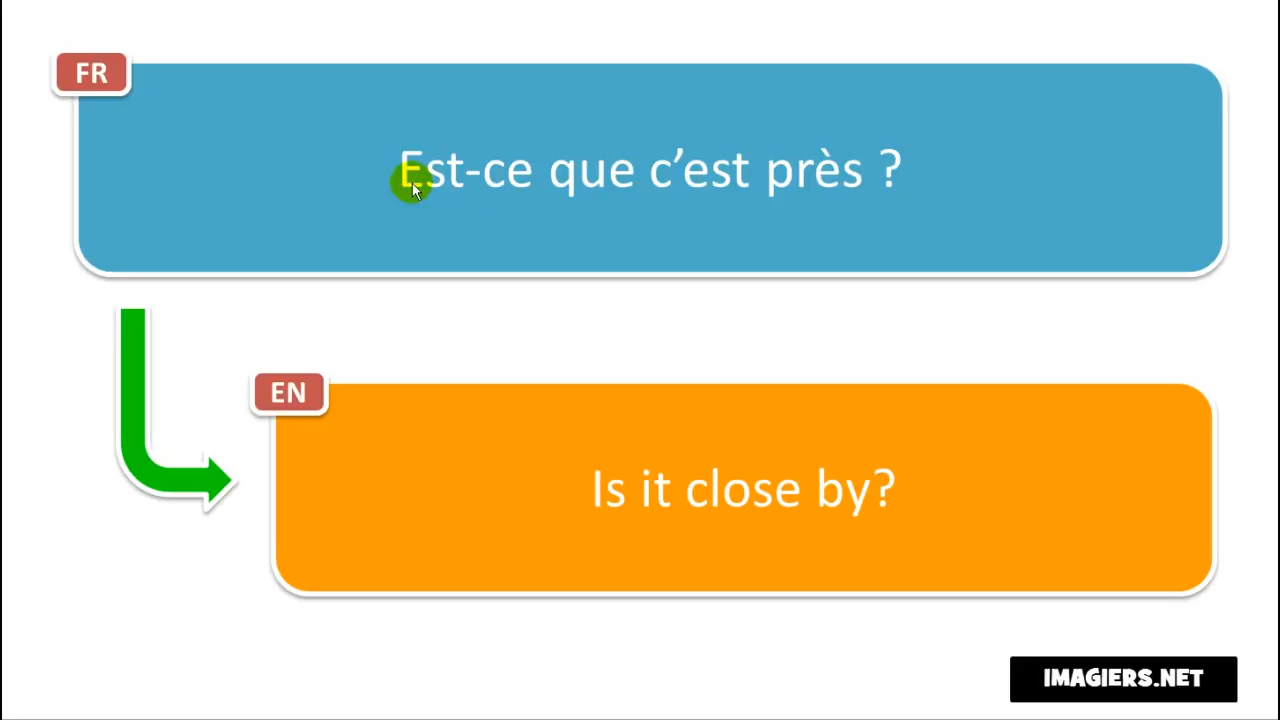 FR
Est-ce que c’est près ?
EN
Is it close by?
IMAGIERS.NET